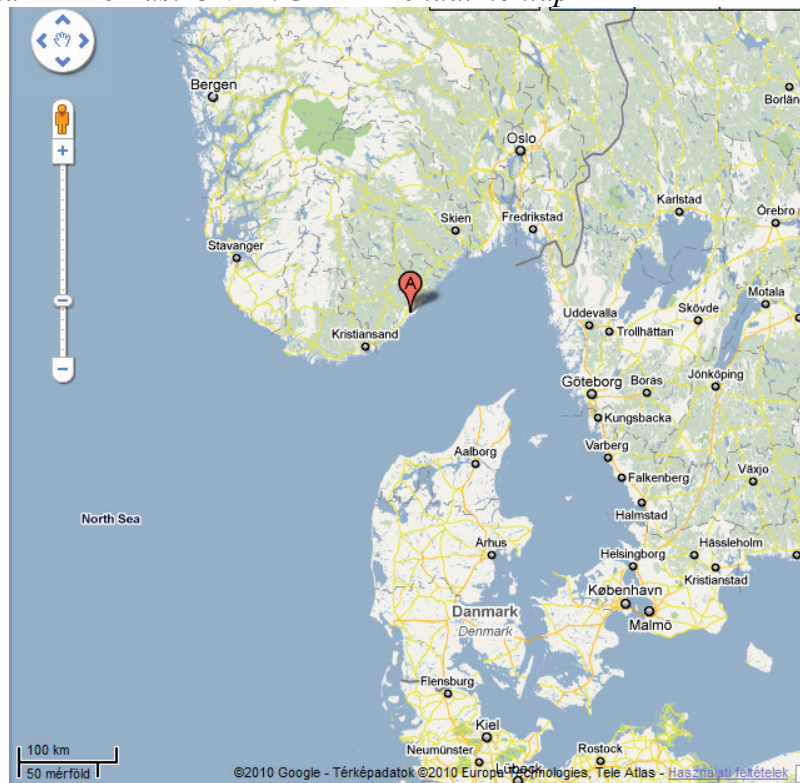 Bergen
Borlän
Oslo
Karlstad
Örebro
Skien
Fredrikstad
Stavanger
A
Motala
Uddevalla
Skövde
Trollhättan
Kristiansand
Jönköping
Göteborg
Borås
Kungsbacka
Aalborg
Varberg
Växjo
Falkenberg
Halmstad
North Sea
Århus
Helsingborg
Hässleholm
Kristianstad
København
Danmark
Malmö
Denmark
Flensburg
Kiel
100 km
Neumünster
Rostock
50 mérföld
Lübeck
©2010 Google - Térképadatok ©2010 Europa Technologies, Tele Atlas - Használati feltételek